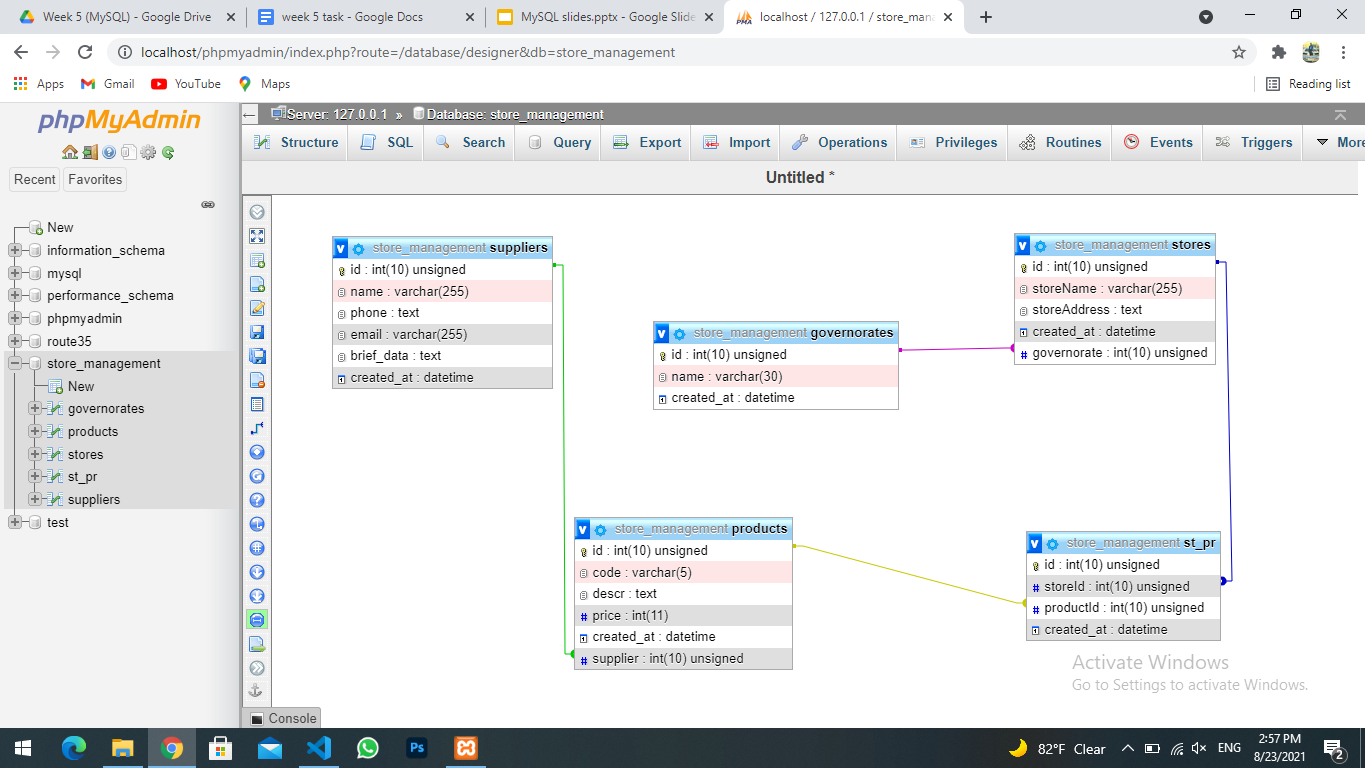 Week 5 (MySQL) - Google Drive
week 5 task - Google Docs
MySQL slides.pptx - Google Slide
localhost / 127.0.0.1 / store_mana
localhost/phpmyadmin/index.php?route=/database/designer&db=store_management
Apps
Gmail
YouTube
Maps
Reading list
phpMyAdmin
Recent
Favorites
New
information_schema
mysql
performance_schema
phpmyadmin
route35
store_management
New
governorates
products
stores
st_pr
suppliers
test
Server: 127.0.0.1 » Database: store_management
Structure
SQL
Search
Query
Export
Import
Operations
Privileges
Routines
Events
Triggers
More
Untitled *
store_management suppliers
id : int(10) unsigned
name : varchar(255)
phone : text
email : varchar(255)
brief_data : text
created_at : datetime
store_management governorates
id : int(10) unsigned
name : varchar(30)
created_at : datetime
store_management stores
id : int(10) unsigned
storeName : varchar(255)
storeAddress : text
created_at : datetime
governorate : int(10) unsigned
store_management products
id : int(10) unsigned
code : varchar(5)
descr : text
price : int(11)
created_at : datetime
supplier : int(10) unsigned
store_management st_pr
id : int(10) unsigned
storeId : int(10) unsigned
productId : int(10) unsigned
created_at : datetime
Activate Windows
Go to Settings to activate Windows.
Console
82°F Clear
ENG
2:57 PM
8/23/2021
2